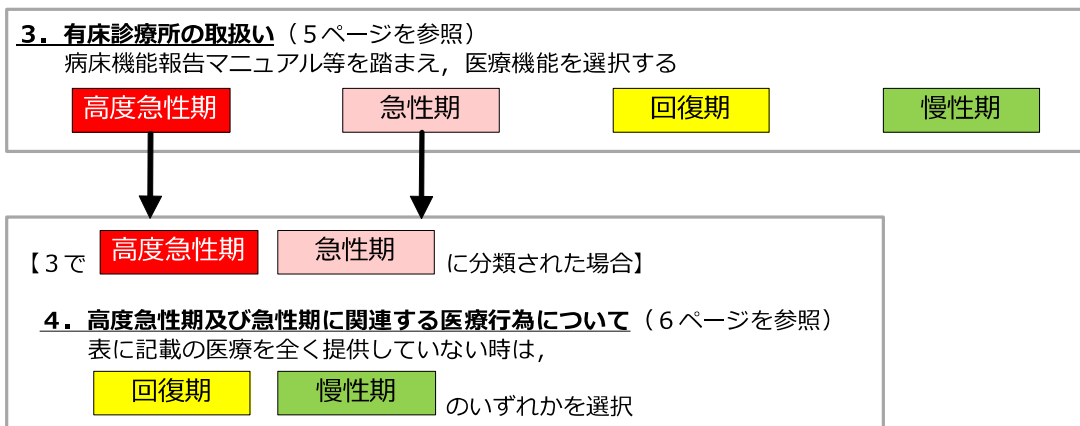 ３．有床診療所の取扱い（５ページを参照）
病床機能報告マニュアル等を踏まえ，医療機能を選択する
高度急性期 急性期 回復期 慢性期
【３で 高度急性期 急性期 に分類された場合】
４．高度急性期及び急性期に関連する医療行為について（６ページを参照）
表に記載の医療を全く提供していない時は，
回復期 慢性期 のいずれかを選択